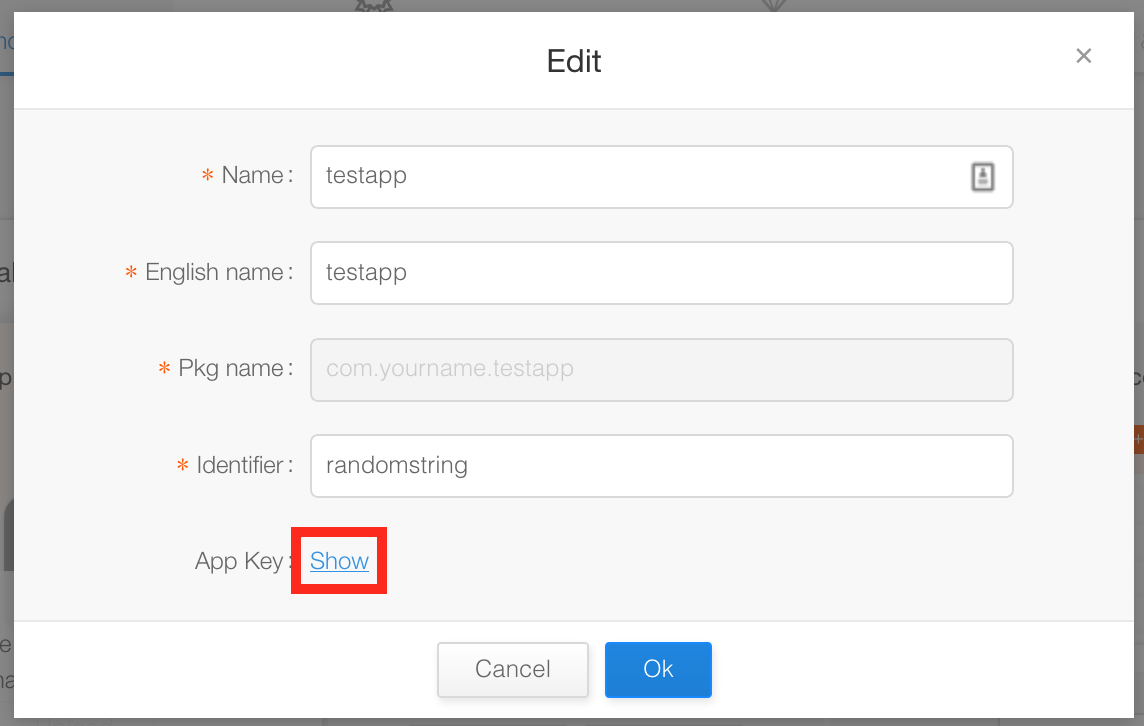 Edit
* Name: testapp
* English name: testapp
* Pkg name: com.yourname.testapp
* Identifier: randomstring
App Key: Show
Cancel Ok